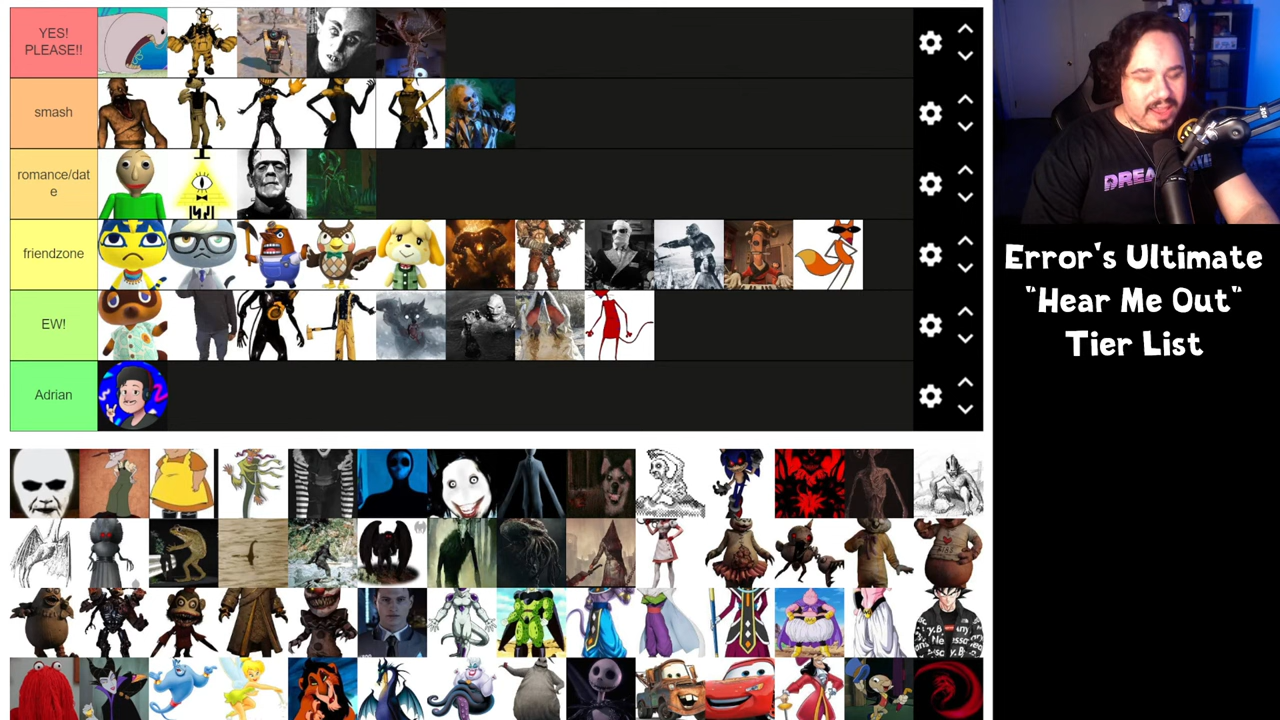 YES!
PLEASE!!
smash
romance/dat
e
friendzone
EW!
Adrian
DREA
Error's Ultimate
"Hear Me Out"
Tier List